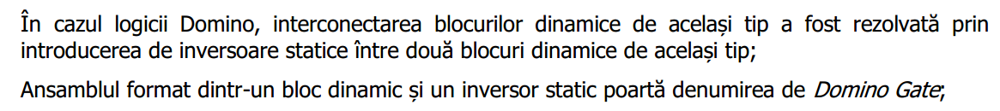 În cazul logicii Domino, interconectarea blocurilor dinamice de același tip a fost rezolvată prin
introducerea de inversoare statice între două blocuri dinamice de același tip;
Ansamblul format dintr-un bloc dinamic și un inversor static poartă denumirea de Domino Gate;